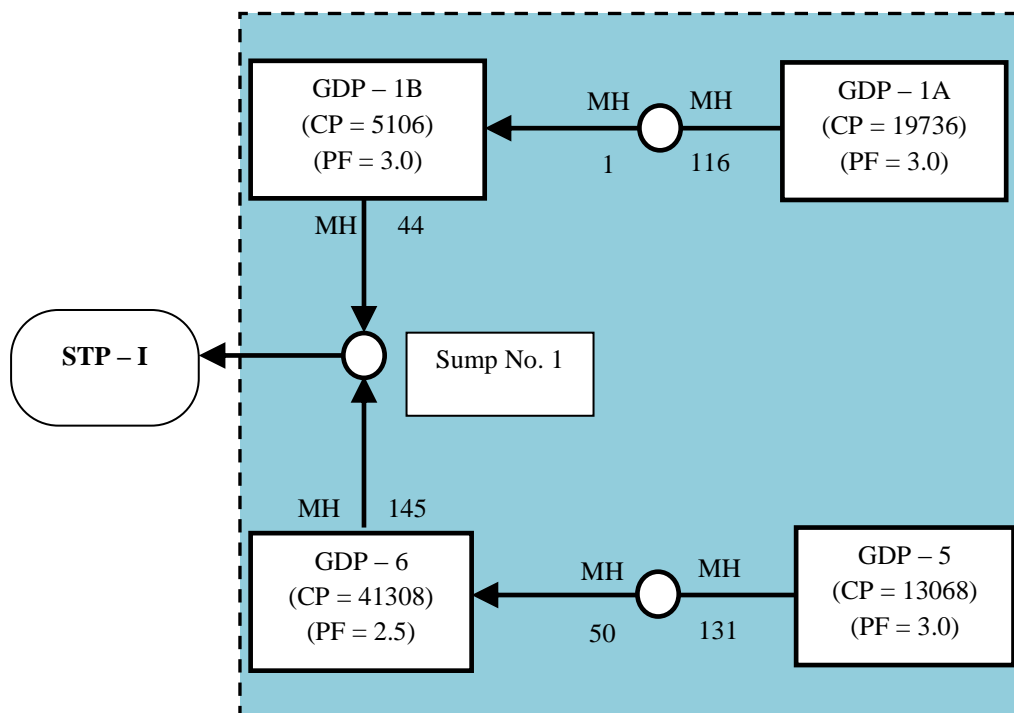 GDP – 1B
(CP = 5106)
(PF = 3.0)
MH MH
1 116
GDP – 1A
(CP = 19736)
(PF = 3.0)
MH 44
STP – I
Sump No. 1
MH 145
GDP – 6
(CP = 41308)
(PF = 2.5)
MH MH
50 131
GDP – 5
(CP = 13068)
(PF = 3.0)